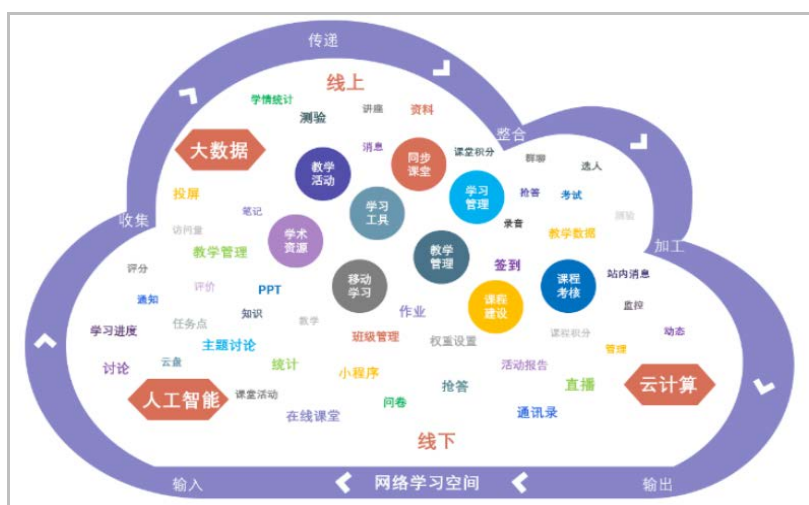 传递
线上
学情统计
测验
讲座
资料
大数据
消息
同步
课堂
课堂积分
整合
群聊
选人
教学
活动
投屏
笔记
学习
工具
学习
管理
抢答
考试
测验
收集
访问量
学术
资源
录音
教学数据
加工
教学管理
教学
管理
签到
评分
评价
PPT
移动
学习
课程
建设
课程
考核
站内消息
通知
知识
作业
监控
学习进度
任务点
教学
班级管理
权重设置
课程积分
动态
主题讨论
管理
讨论
云盘
统计
小程序
活动报告
人工智能
课堂活动
抢答
直播
云计算
在线课堂
问卷
通讯录
线下
输入
网络学习空间
输出